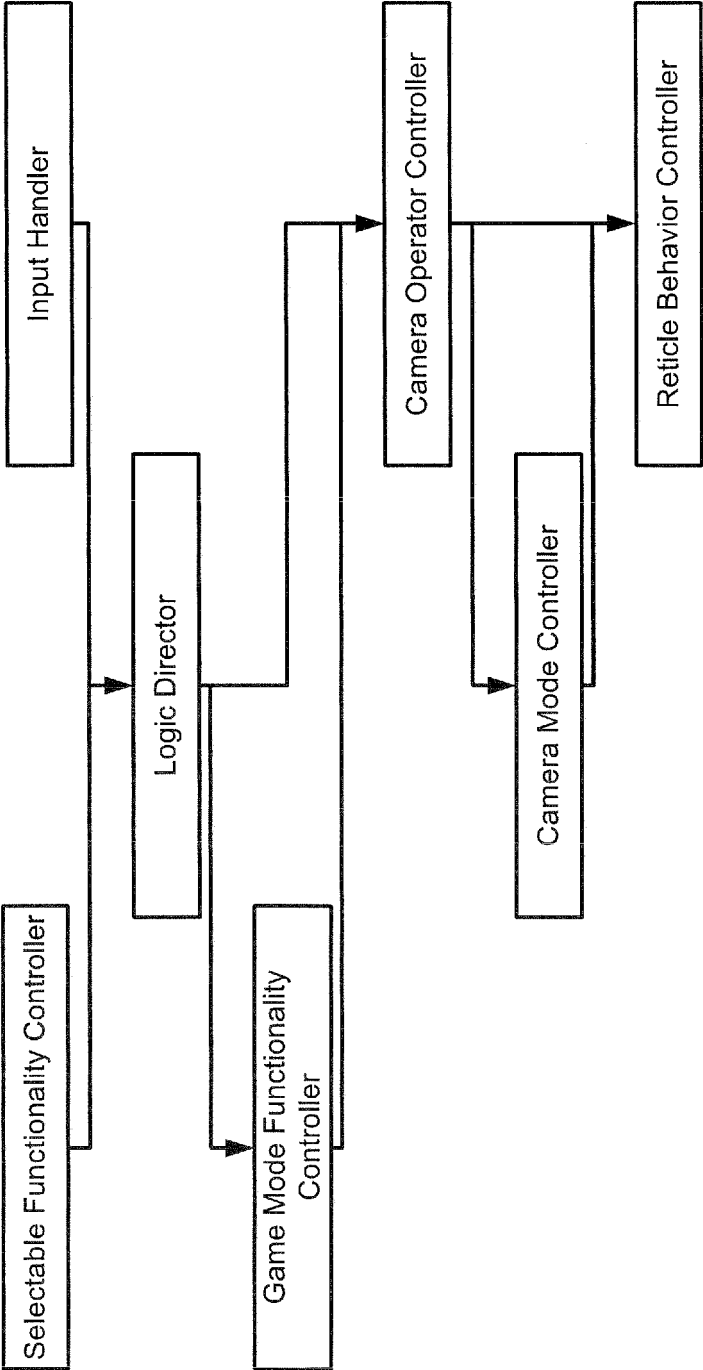 Selectable Functionality Controller
Input Handler
Logic Director
Game Mode Functionality
Controller
Camera Operator Controller
Camera Mode Controller
Reticle Behavior Controller